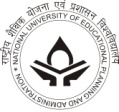 राष्ट्रीय शैक्षिक योजना एवं प्रशासन विश्वविद्यालय
NATIONAL UNIVERSITY OF EDUCATIONAL PLANNING AND ADMINISTRATION